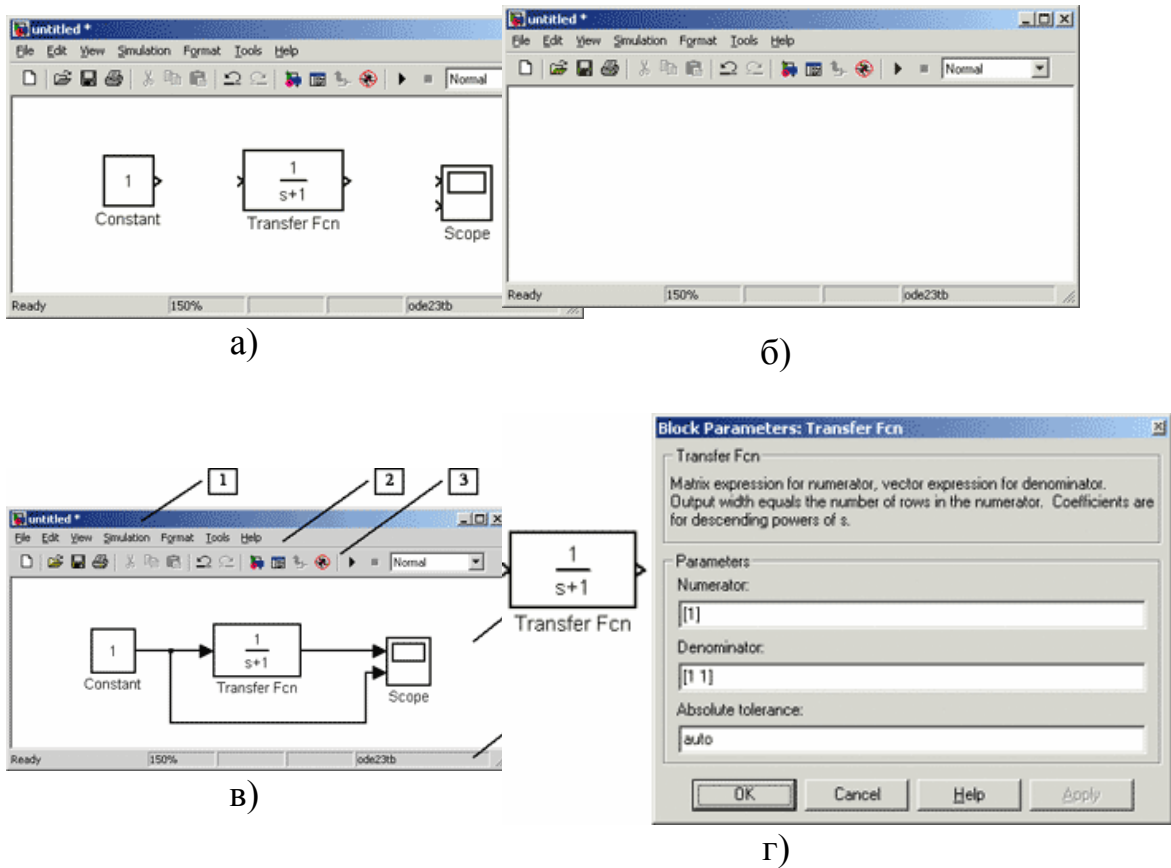 untitled *
File Edit View Simulation Format Tools Help
Normal
1
Constant
1
s+1
Transfer Fcn
Scope
Ready 150% ode23tb
а)
untitled *
File Edit View Simulation Format Tools Help
Normal
Ready 150% ode23tb
б)
1 2 3
untitled *
File Edit View Simulation Format Tools Help
Normal
1
Constant
1
s+1
Transfer Fcn
Scope
Ready 150% ode23tb
в)
1
s+1
Transfer Fcn
Block Parameters: Transfer Fcn
Transfer Fcn
Matrix expression for numerator, vector expression for denominator.
Output width equals the number of rows in the numerator. Coefficients are
for descending powers of s.
Parameters
Numerator:
[1]
Denominator:
[1 1]
Absolute tolerance:
auto
OK Cancel Help Apply
г)